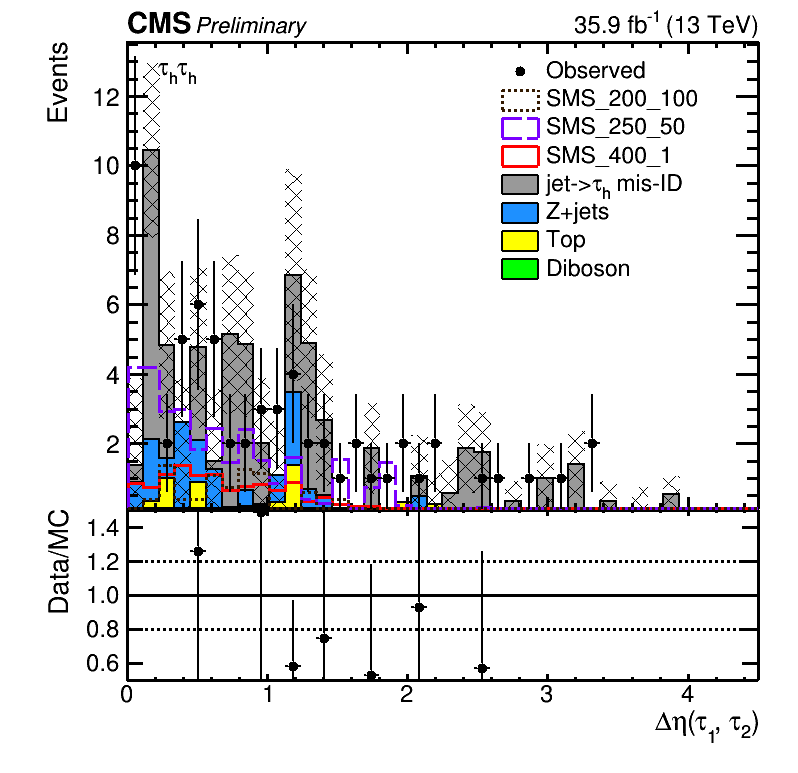 CMS Preliminary 35.9 fb⁻¹ (13 TeV)
Events
τhτh
Observed
SMS_200_100
SMS_250_50
SMS_400_1
jet->τh mis-ID
Z+jets
Top
Diboson
12
10
8
6
4
2
Data/MC
1.4
1.2
1.0
0.8
0.6
0 1 2 3 4
Δη(τ1, τ2)